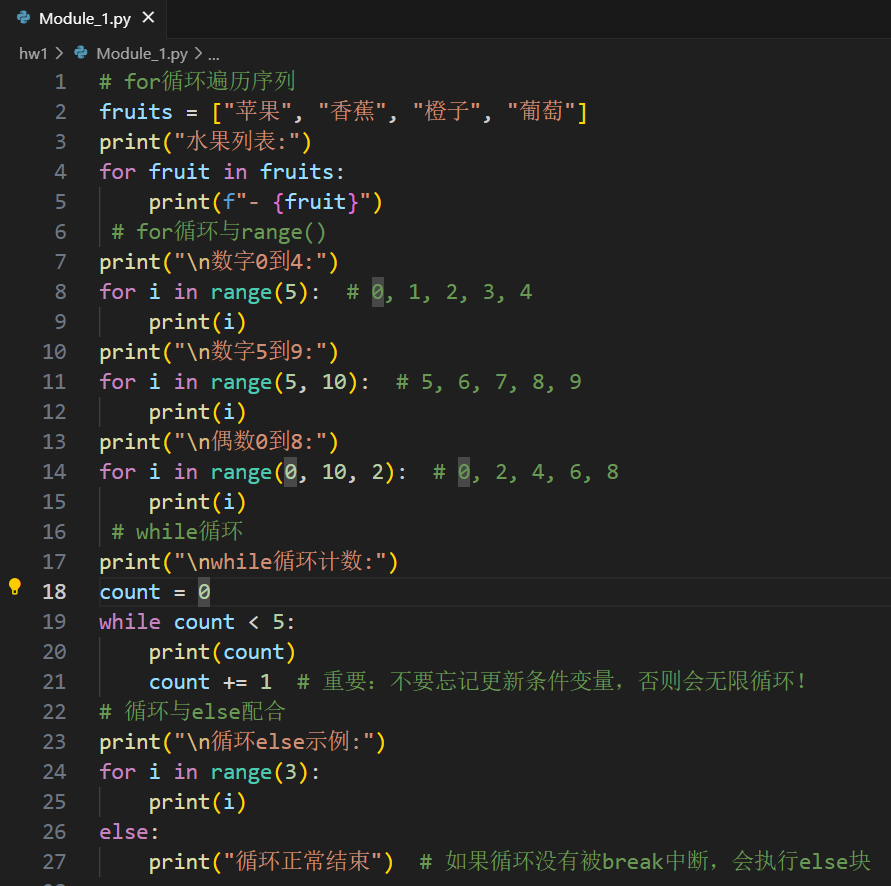 Module_1.py ×
hw1 > Module_1.py > ...
1 # for循环遍历序列
2 fruits = ["苹果", "香蕉", "橙子", "葡萄"]
3 print("水果列表:")
4 for fruit in fruits:
5     print(f"- {fruit}")
6  # for循环与range()
7 print("\n数字0到4:")
8 for i in range(5):  # 0, 1, 2, 3, 4
9     print(i)
10 print("\n数字5到9:")
11 for i in range(5, 10):  # 5, 6, 7, 8, 9
12     print(i)
13 print("\n偶数0到8:")
14 for i in range(0, 10, 2):  # 0, 2, 4, 6, 8
15     print(i)
16  # while循环
17 print("\nwhile循环计数:")
18 count = 0
19 while count < 5:
20     print(count)
21     count += 1  # 重要：不要忘记更新条件变量，否则会无限循环！
22 # 循环与else配合
23 print("\n循环else示例:")
24 for i in range(3):
25     print(i)
26 else:
27     print("循环正常结束")  # 如果循环没有被break中断，会执行else块